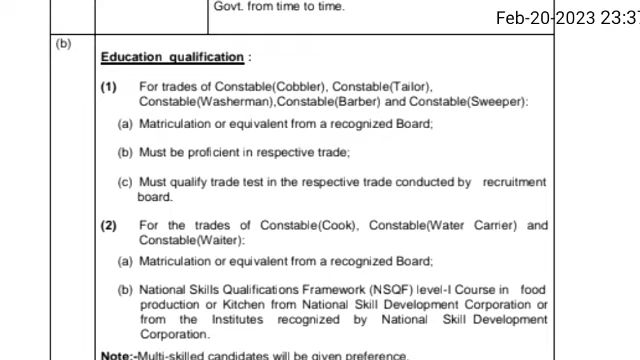 Govt. from time to time.
Feb-20-2023 23:37
(b)
Education qualification :
(1) For trades of Constable(Cobbler), Constable(Tailor),
Constable(Washerman),Constable(Barber) and Constable(Sweeper):
(a) Matriculation or equivalent from a recognized Board;
(b) Must be proficient in respective trade;
(c) Must qualify trade test in the respective trade conducted by recruitment
board.
(2) For the trades of Constable(Cook), Constable(Water Carrier) and
Constable(Waiter):
(a) Matriculation or equivalent from a recognized Board;
(b) National Skills Qualifications Framework (NSQF) level-I Course in food
production or Kitchen from National Skill Development Corporation or
from the Institutes recognized by National Skill Development
Corporation.
Note:-Multi-skilled candidates will be given preference.